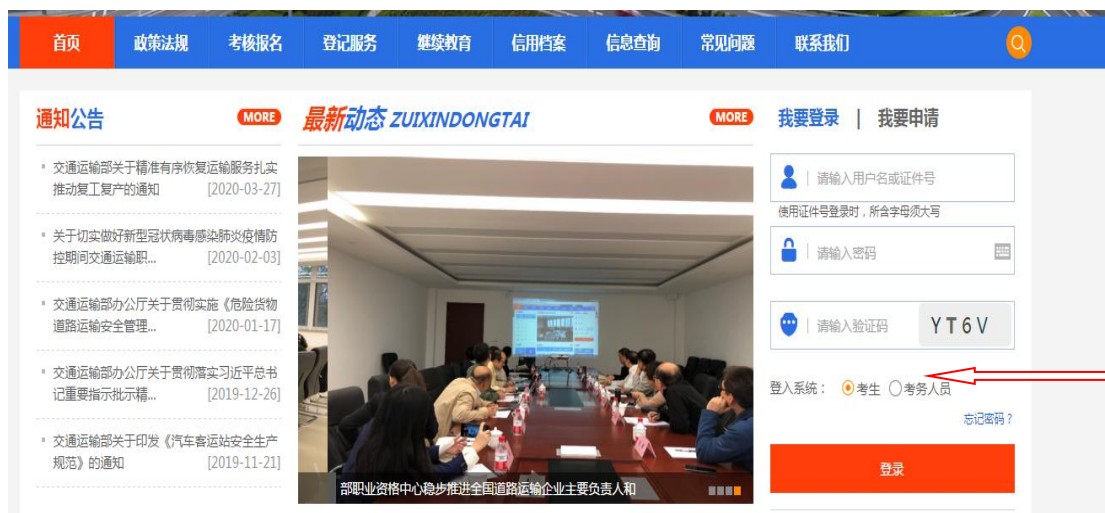 首页 政策法规 考核报名 登记服务 继续教育 信用档案 信息查询 常见问题 联系我们
通知公告 MORE
交通运输部关于精准有序恢复运输服务扎实
推动复工复产的通知 [2020-03-27]
关于切实做好新型冠状病毒感染肺炎疫情防
控期间交通运输职... [2020-02-03]
交通运输部办公厅关于贯彻实施《危险货物
道路运输安全管理... [2020-01-17]
交通运输部办公厅关于贯彻落实习近平总书
记重要指示批示精... [2019-12-26]
交通运输部关于印发《汽车客运站安全生产
规范》的通知 [2019-11-21]
最新动态 ZUIXINDONGTAI MORE
部职业资格中心稳步推进全国道路运输企业主要负责人和
我要登录 | 我要申请
请输入用户名或证件号
使用证件号登录时，所含字母须大写
请输入密码
请输入验证码 YT6V
登入系统： 考生 考务人员
忘记密码？
登录